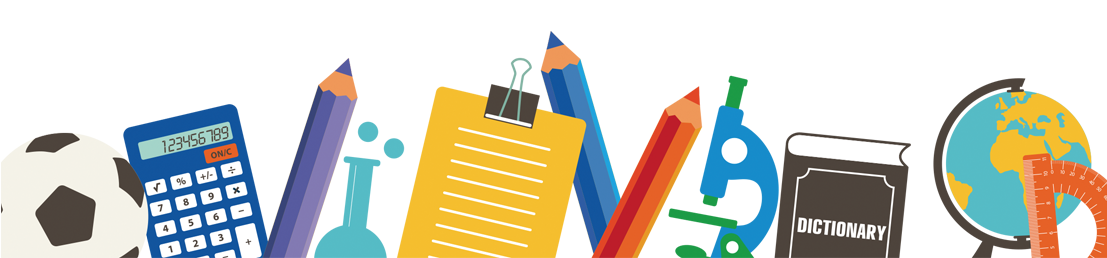 123456789
ON/C
√ % +/- ÷
7 8 9 ×
4 5 6 −
1 2 3 +
DICTIONARY